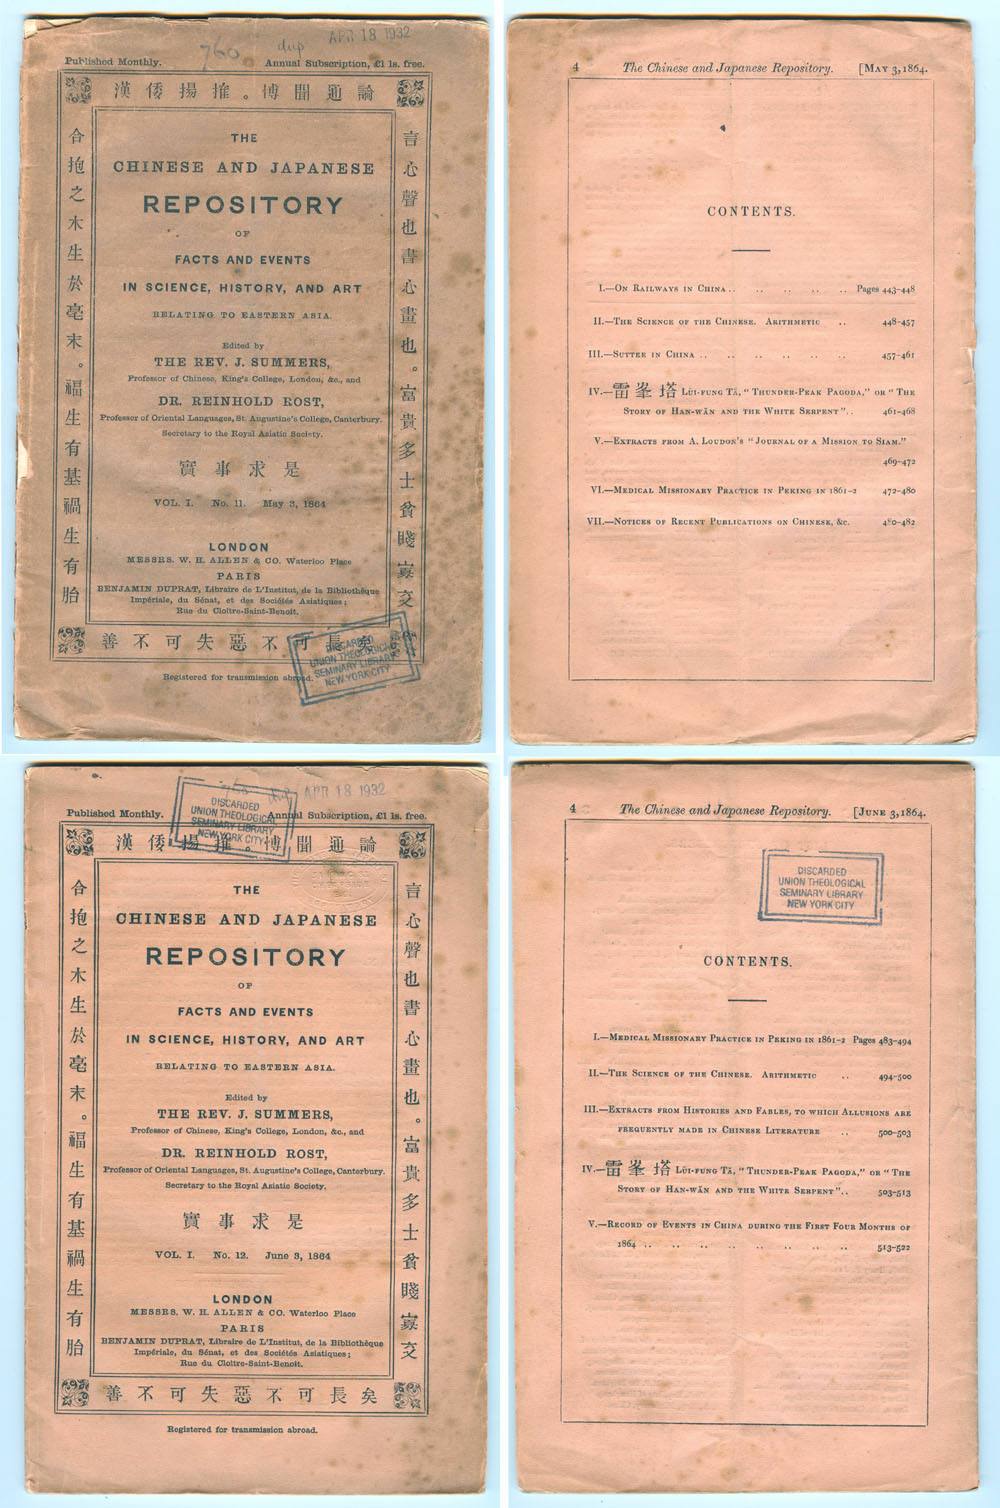 760 dup APR 18 1932
Published Monthly. Annual Subscription, £1 1s. free.
漢 倭 揚 搉 。 博 聞 通 論
合抱之木生於毫末。福生有基禍生有胎
言心聲也書心畫也。富貴多士貧賤寡交
THE
CHINESE AND JAPANESE
REPOSITORY
OF
FACTS AND EVENTS
IN SCIENCE, HISTORY, AND ART
RELATING TO EASTERN ASIA.
Edited by
THE REV. J. SUMMERS,
Professor of Chinese, King's College, London, &c., and
DR. REINHOLD ROST,
Professor of Oriental Languages, St. Augustine's College, Canterbury.
Secretary to the Royal Asiatic Society.
實 事 求 是
VOL. I. No. 11. May 3, 1864
LONDON
MESSRS. W. H. ALLEN & CO. Waterloo Place
PARIS
BENJAMIN DUPRAT, Libraire de L'Institut, de la Bibliothèque
Impériale, du Sénat, et des Sociétés Asiatiques;
Rue du Cloître-Saint-Benoît.
善 不 可 失 惡 不 可 長 矣
DISCARDED
UNION THEOLOGICAL
SEMINARY LIBRARY
NEW YORK CITY
Registered for transmission abroad.
4 The Chinese and Japanese Repository. [MAY 3, 1864.
CONTENTS.
I.—ON RAILWAYS IN CHINA .. .. .. .. .. Pages 443-448
II.—THE SCIENCE OF THE CHINESE. ARITHMETIC .. 448-457
III.—SUTTEE IN CHINA .. .. .. .. .. .. 457-461
IV.—雷峯塔 LÚI-FUNG TĂ, "THUNDER-PEAK PAGODA," OR "THE
STORY OF HAN-WĂN AND THE WHITE SERPENT" .. 461-468
V.—EXTRACTS FROM A. LOUDON'S "JOURNAL OF A MISSION TO SIAM."
469-472
VI.—MEDICAL MISSIONARY PRACTICE IN PEKING IN 1861-2 472-480
VII.—NOTICES OF RECENT PUBLICATIONS ON CHINESE, &c. 480-482
760 dup APR 18 1932
DISCARDED
UNION THEOLOGICAL
SEMINARY LIBRARY
NEW YORK CITY
Published Monthly. Annual Subscription, £1 1s. free.
漢 倭 揚 搉 。 博 聞 通 論
合抱之木生於毫末。福生有基禍生有胎
言心聲也書心畫也。富貴多士貧賤寡交
THE
CHINESE AND JAPANESE
REPOSITORY
OF
FACTS AND EVENTS
IN SCIENCE, HISTORY, AND ART
RELATING TO EASTERN ASIA.
Edited by
THE REV. J. SUMMERS,
Professor of Chinese, King's College, London, &c., and
DR. REINHOLD ROST,
Professor of Oriental Languages, St. Augustine's College, Canterbury.
Secretary to the Royal Asiatic Society.
實 事 求 是
VOL. I. No. 12. June 3, 1864
LONDON
MESSRS. W. H. ALLEN & CO. Waterloo Place
PARIS
BENJAMIN DUPRAT, Libraire de L'Institut, de la Bibliothèque
Impériale, du Sénat, et des Sociétés Asiatiques;
Rue du Cloître-Saint-Benoît.
善 不 可 失 惡 不 可 長 矣
Registered for transmission abroad.
4 The Chinese and Japanese Repository. [JUNE 3, 1864.
DISCARDED
UNION THEOLOGICAL
SEMINARY LIBRARY
NEW YORK CITY
CONTENTS.
I.—MEDICAL MISSIONARY PRACTICE IN PEKING IN 1861-2 Pages 483-494
II.—THE SCIENCE OF THE CHINESE. ARITHMETIC .. 494-500
III.—EXTRACTS FROM HISTORIES AND FABLES, TO WHICH ALLUSIONS ARE
FREQUENTLY MADE IN CHINESE LITERATURE .. 500-503
IV.—雷峯塔 LÚI-FUNG TĂ, "THUNDER-PEAK PAGODA," OR "THE
STORY OF HAN-WĂN AND THE WHITE SERPENT" .. 503-513
V.—RECORD OF EVENTS IN CHINA DURING THE FIRST FOUR MONTHS OF
1864 .. .. .. .. .. .. .. .. 513-522